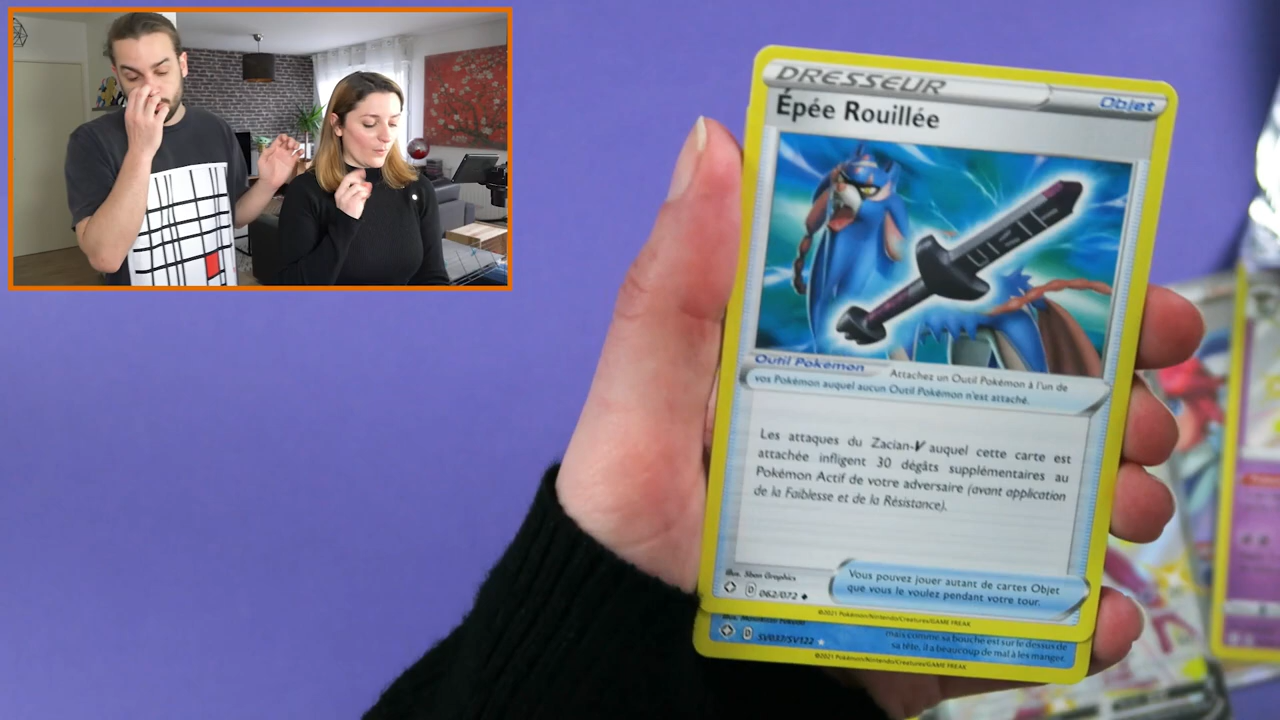 DRESSEUR
Objet
Épée Rouillée
Outil Pokémon
Attachez un Outil Pokémon à l'un de
vos Pokémon auquel aucun Outil Pokémon n'est attaché.
Les attaques du Zacian-V auquel cette carte est
attachée infligent 30 dégâts supplémentaires au
Pokémon Actif de votre adversaire (avant application
de la Faiblesse et de la Résistance).
Illus. 5ban Graphics
D 062/072
Vous pouvez jouer autant de cartes Objet
que vous le voulez pendant votre tour.
©2021 Pokémon/Nintendo/Creatures/GAME FREAK
D SV037/SV122
mais comme sa bouche est sur le dessus de
sa tête, il a beaucoup de mal à les manger.
©2021 Pokémon/Nintendo/Creatures/GAME FREAK